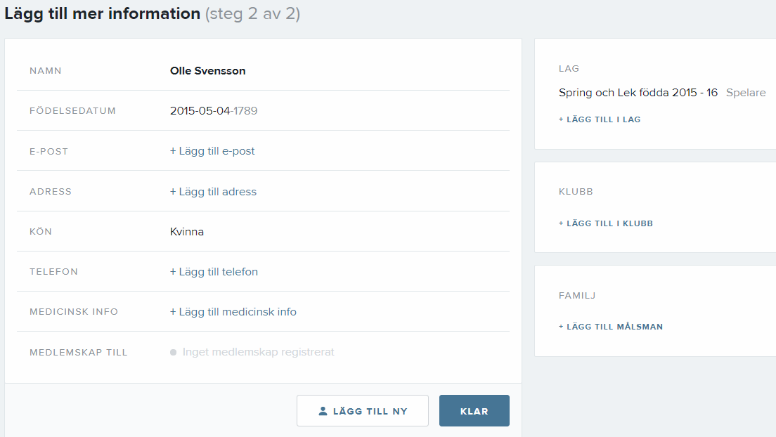 Lägg till mer information (steg 2 av 2)
NAMN Olle Svensson
FÖDELSEDATUM 2015-05-04-1789
E-POST + Lägg till e-post
ADRESS + Lägg till adress
KÖN Kvinna
TELEFON + Lägg till telefon
MEDICINSK INFO + Lägg till medicinsk info
MEDLEMSKAP TILL Inget medlemskap registrerat
LÄGG TILL NY KLAR
LAG
Spring och Lek födda 2015 - 16 Spelare
+ LÄGG TILL I LAG
KLUBB
+ LÄGG TILL I KLUBB
FAMILJ
+ LÄGG TILL MÅLSMAN